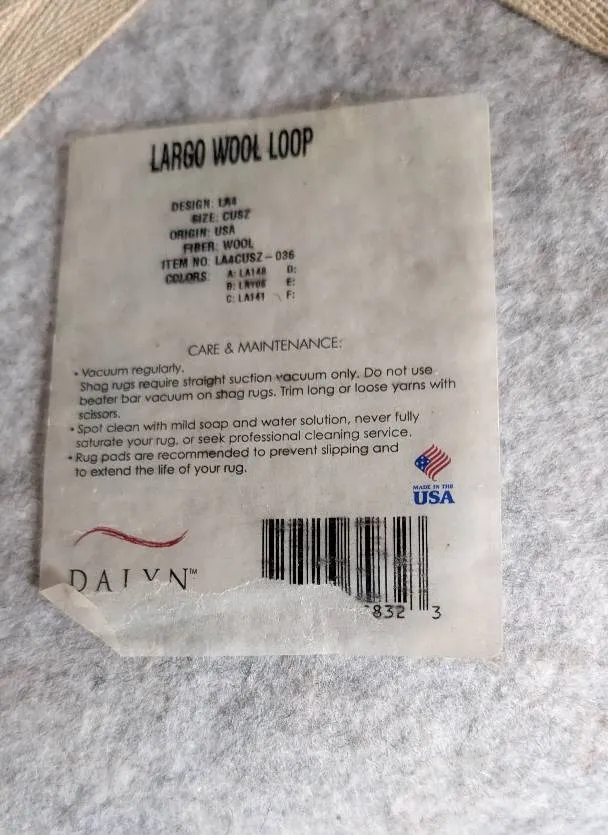 LARGO WOOL LOOP
DESIGN: LA4
SIZE: CUSZ
ORIGIN: USA
FIBER: WOOL
ITEM NO. LA4CUSZ-036
COLORS: A: LA148 D:
B: E:
C: LA141 F:
CARE & MAINTENANCE:
• Vacuum regularly.
Shag rugs require straight suction vacuum only. Do not use
beater bar vacuum on shag rugs. Trim long or loose yarns with
scissors.
• Spot clean with mild soap and water solution, never fully
saturate your rug, or seek professional cleaning service.
• Rug pads are recommended to prevent slipping and
to extend the life of your rug.
MADE IN THE
USA
DALYN™
832 3